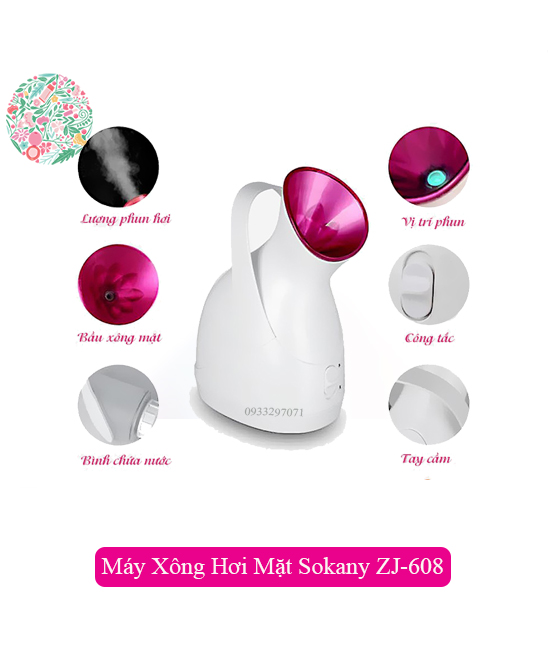 Lượng phun hơi
Vị trí phun
Bầu xông mặt
Công tắc
0933297071
Bình chứa nước
Tay cầm
Máy Xông Hơi Mặt Sokany ZJ-608